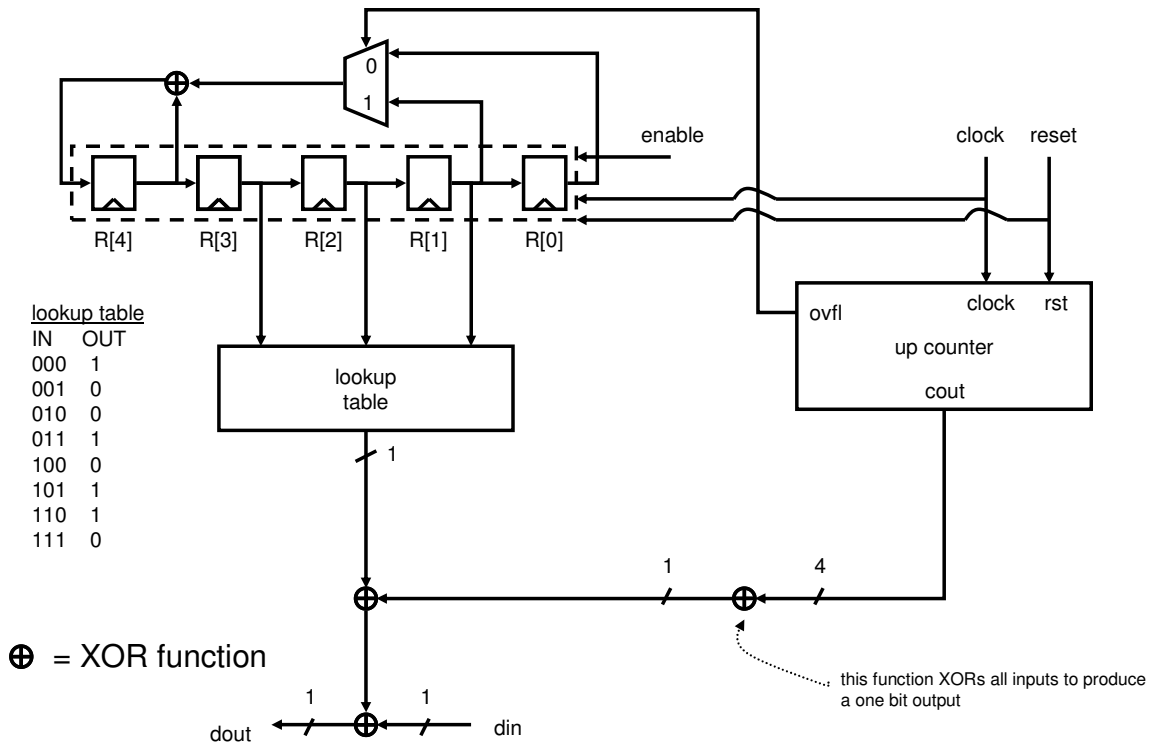 0
1
enable
clock reset
R[4] R[3] R[2] R[1] R[0]
ovfl
clock rst
up counter
cout
lookup table
IN OUT
000 1
001 0
010 0
011 1
100 0
101 1
110 1
111 0
lookup
table
1
1
4
= XOR function
this function XORs all inputs to produce
a one bit output
1
1
dout
din